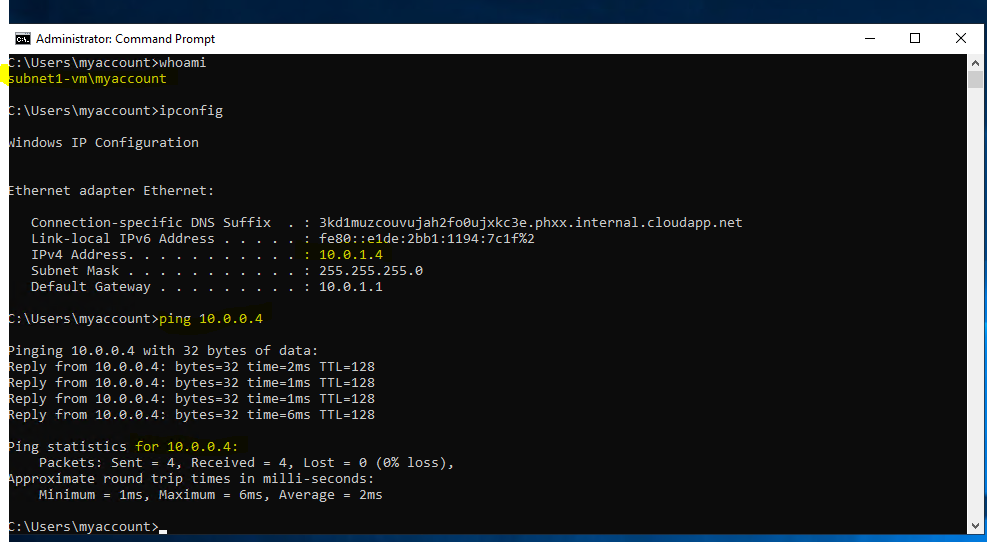 Administrator: Command Prompt
C:\Users\myaccount>whoami
subnet1-vm\myaccount
C:\Users\myaccount>ipconfig
Windows IP Configuration
Ethernet adapter Ethernet:
Connection-specific DNS Suffix  . : 3kd1muzcouvujah2fo0ujxkc3e.phxx.internal.cloudapp.net
Link-local IPv6 Address . . . . . : fe80::e1de:2bb1:1194:7c1f%2
IPv4 Address. . . . . . . . . . . : 10.0.1.4
Subnet Mask . . . . . . . . . . . : 255.255.255.0
Default Gateway . . . . . . . . . : 10.0.1.1
C:\Users\myaccount>ping 10.0.0.4
Pinging 10.0.0.4 with 32 bytes of data:
Reply from 10.0.0.4: bytes=32 time=2ms TTL=128
Reply from 10.0.0.4: bytes=32 time=1ms TTL=128
Reply from 10.0.0.4: bytes=32 time=1ms TTL=128
Reply from 10.0.0.4: bytes=32 time=6ms TTL=128
Ping statistics for 10.0.0.4:
Packets: Sent = 4, Received = 4, Lost = 0 (0% loss),
Approximate round trip times in milli-seconds:
Minimum = 1ms, Maximum = 6ms, Average = 2ms
C:\Users\myaccount>